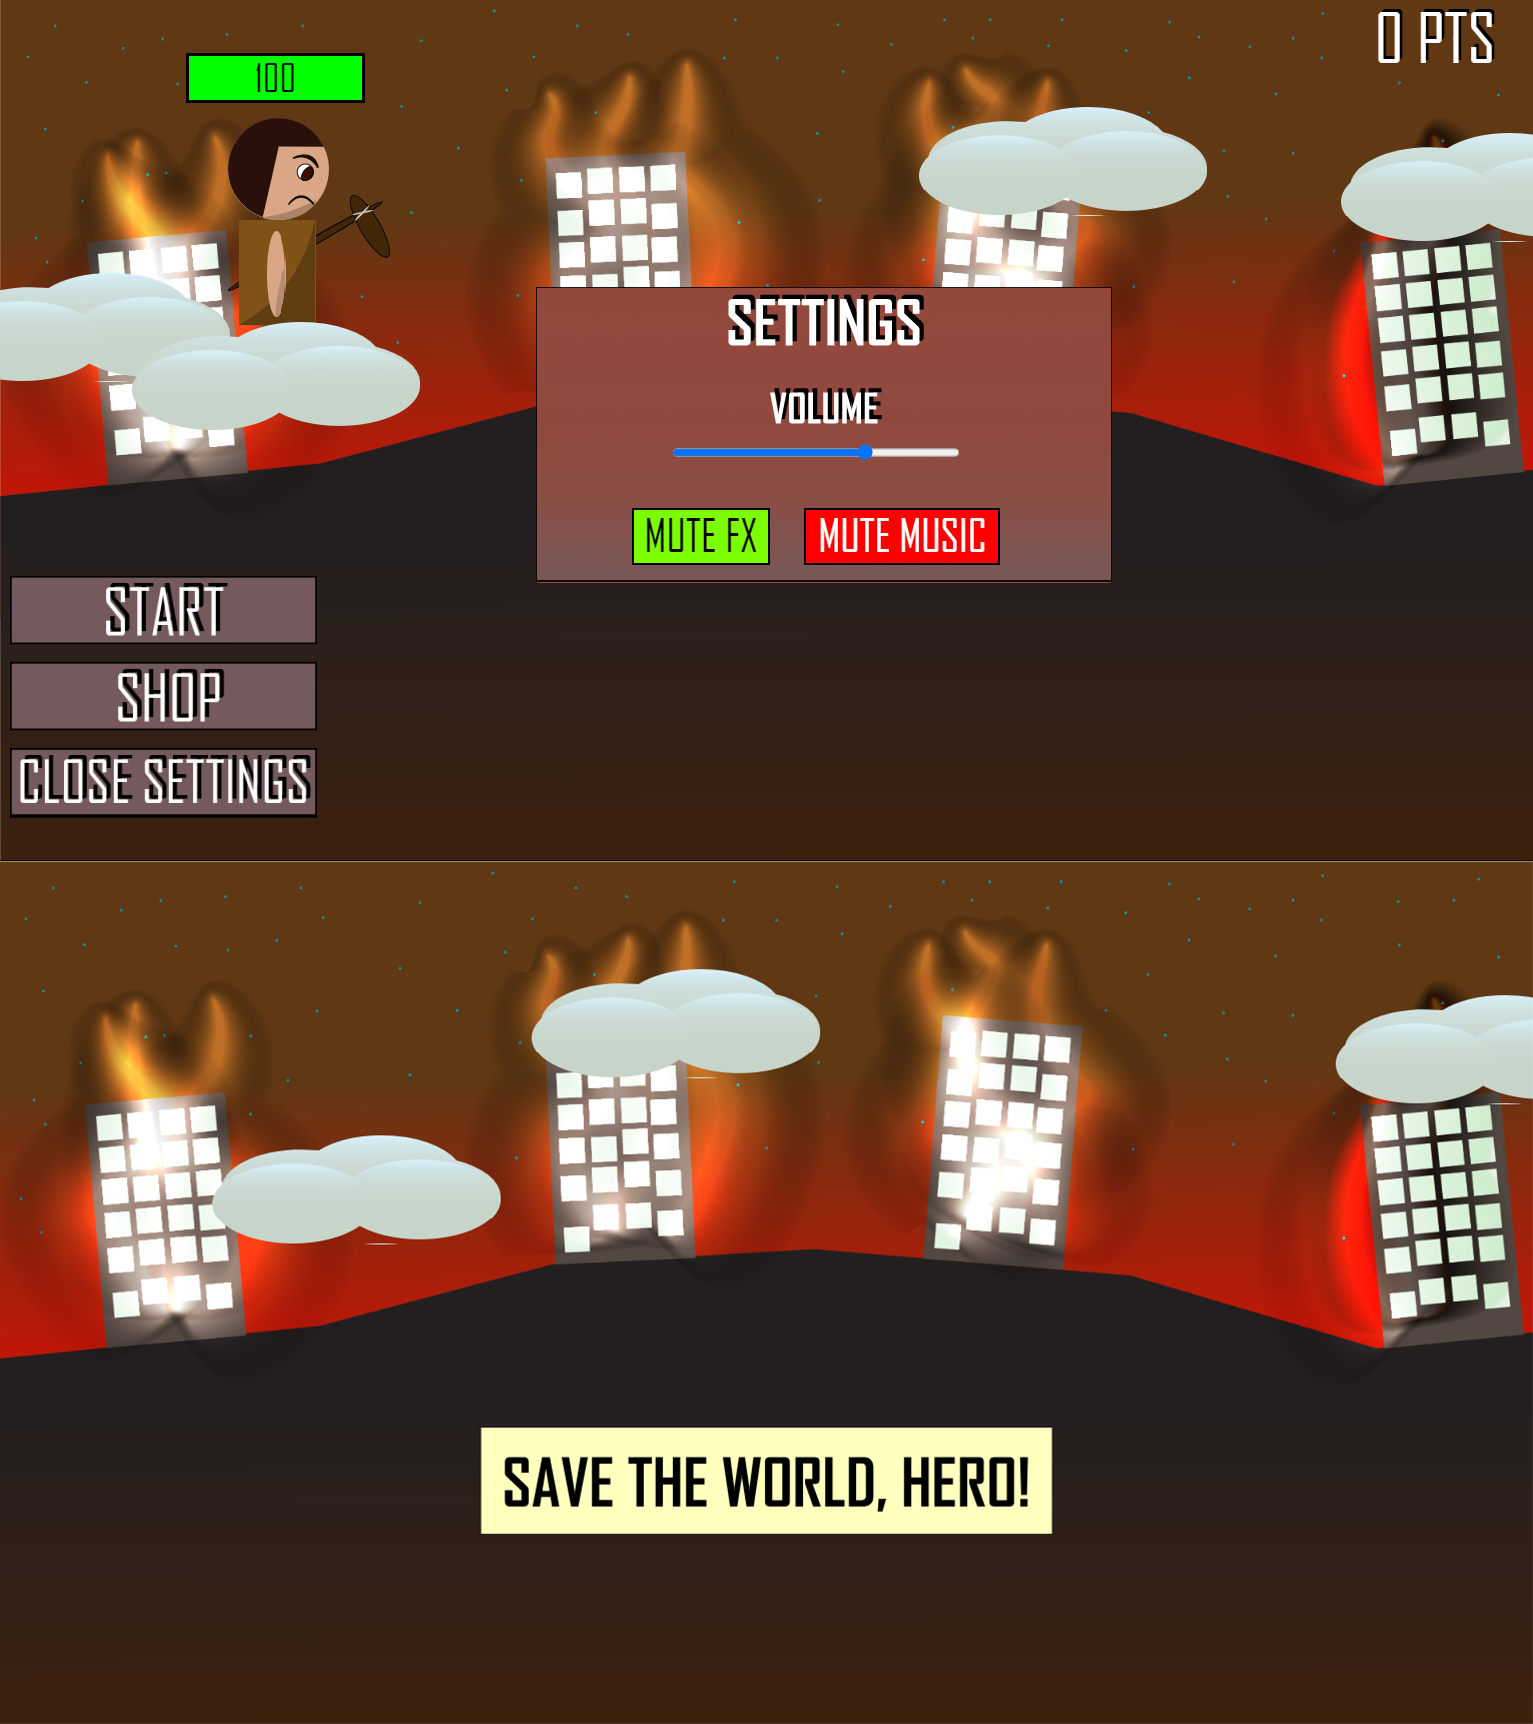 0 PTS
100
SETTINGS
VOLUME
MUTE FX
MUTE MUSIC
START
SHOP
CLOSE SETTINGS
SAVE THE WORLD, HERO!